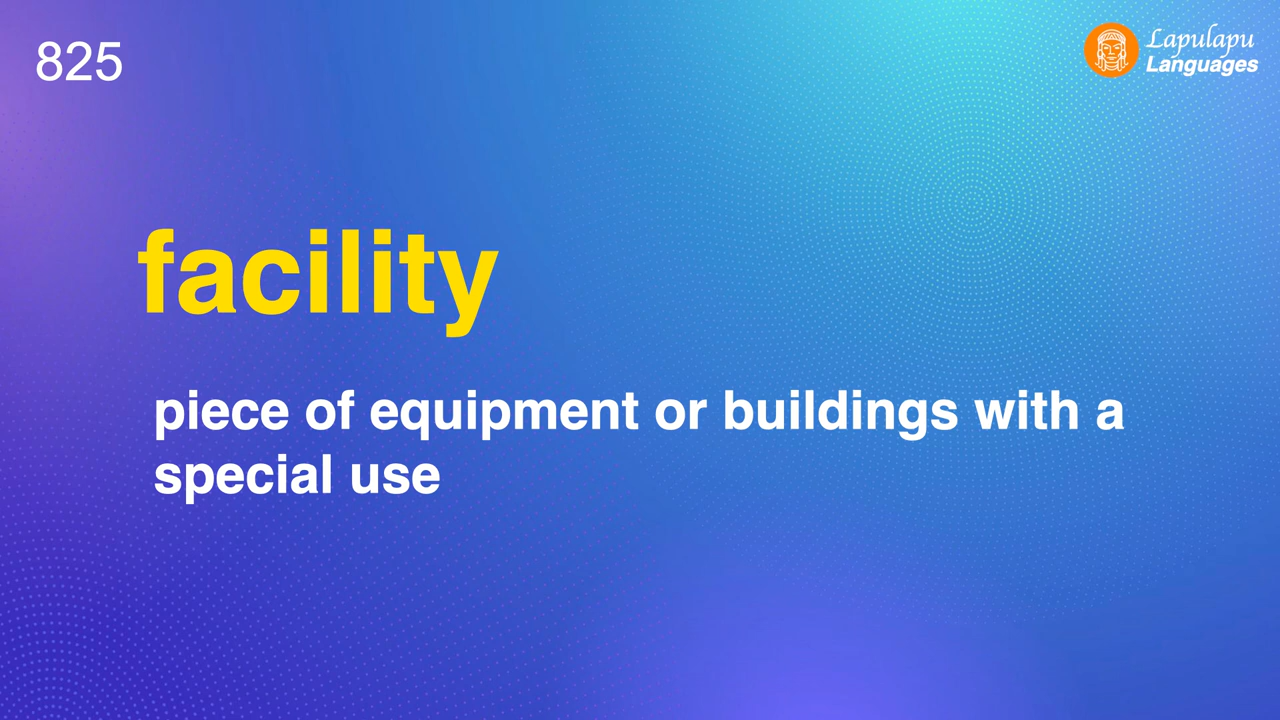 825
Lapulapu
Languages
facility
piece of equipment or buildings with a
special use